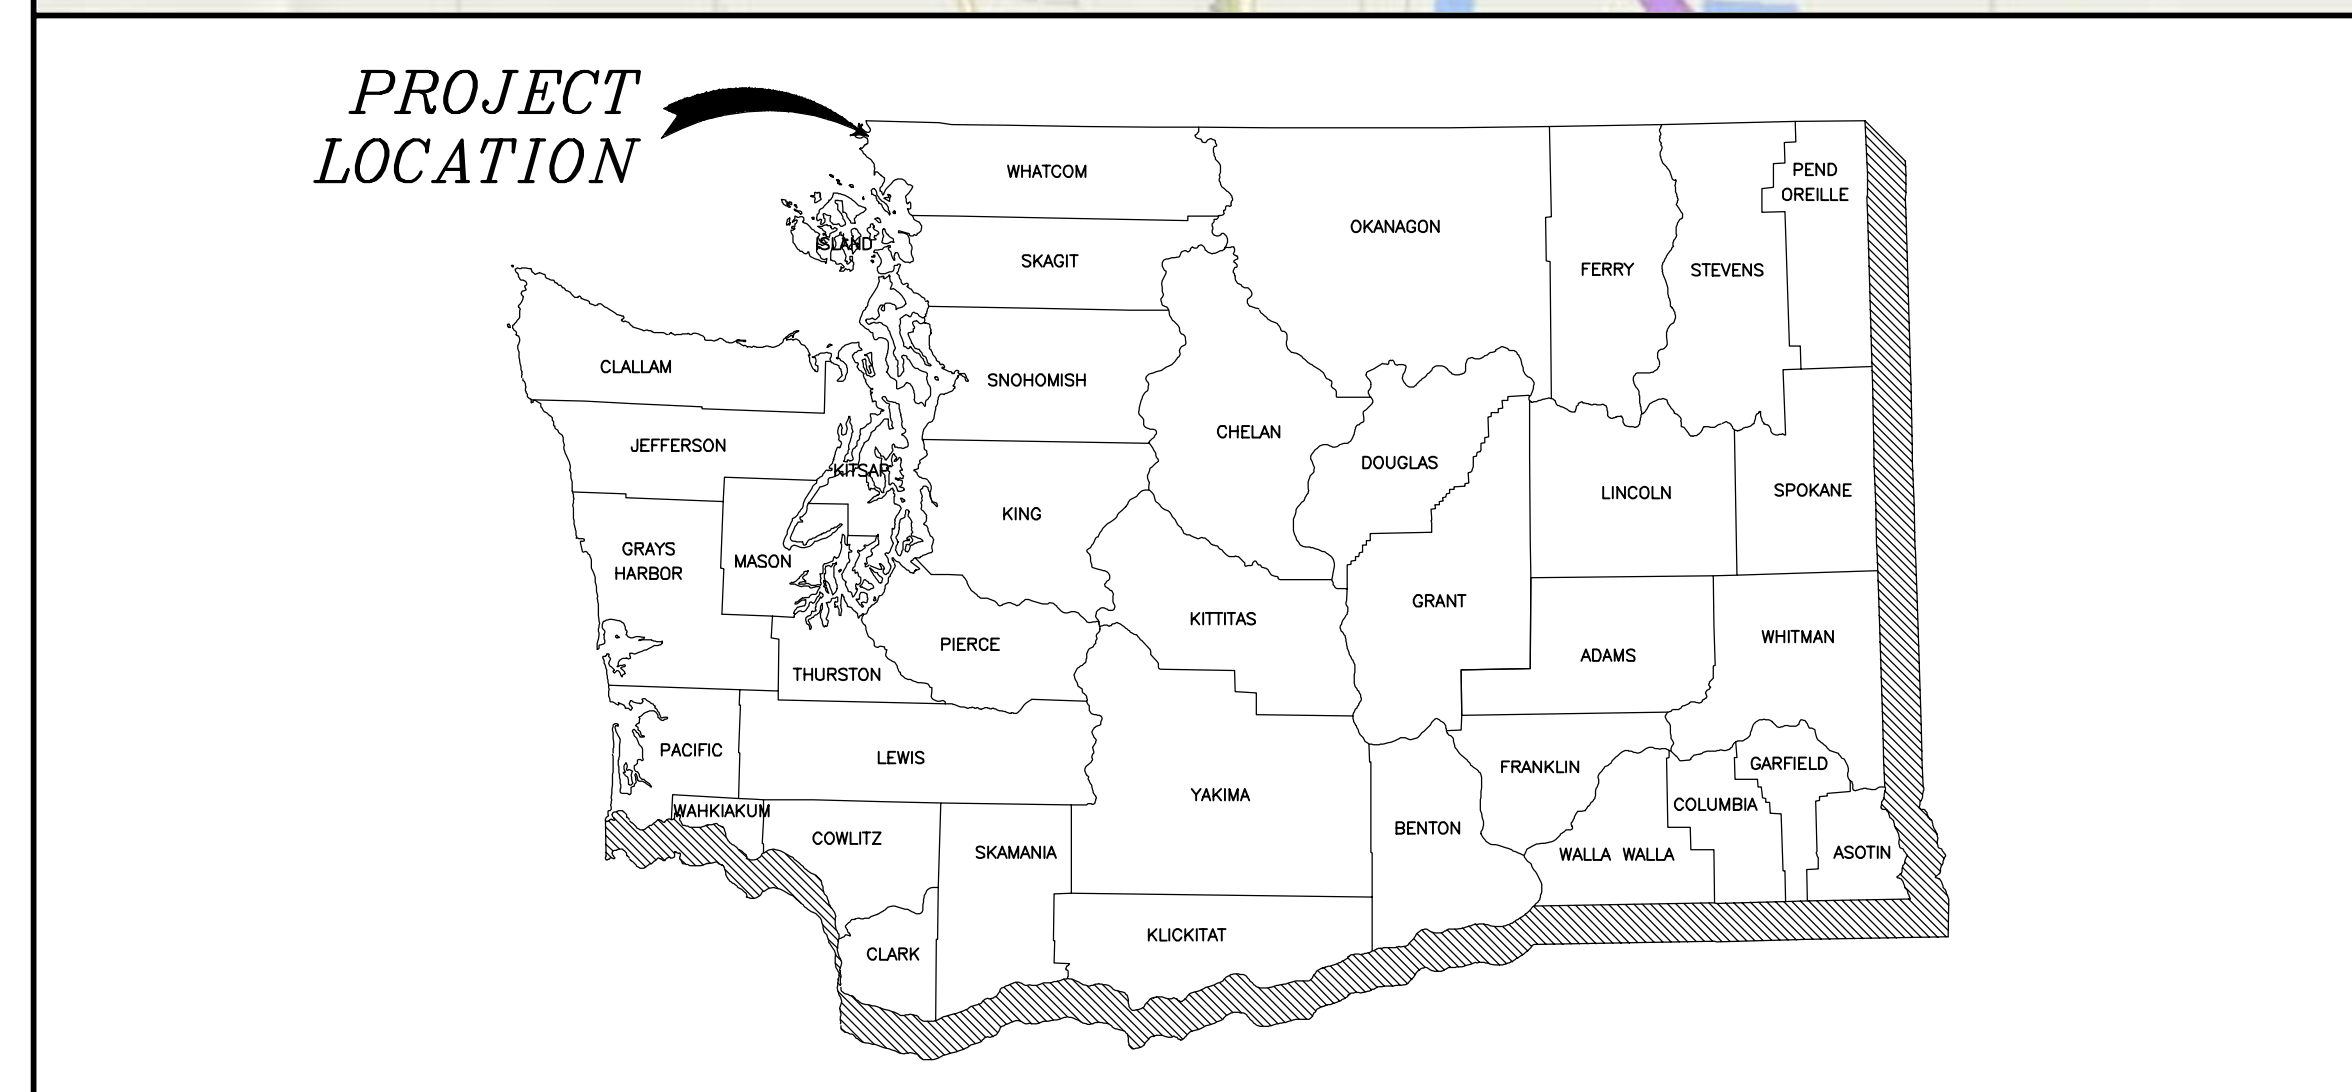 PROJECT
LOCATION
WHATCOM
PEND
OREILLE
OKANAGON
ISLAND
SKAGIT
FERRY
STEVENS
CLALLAM
SNOHOMISH
CHELAN
JEFFERSON
DOUGLAS
KITSAP
LINCOLN
SPOKANE
KING
GRAYS
HARBOR
MASON
GRANT
KITTITAS
WHITMAN
PIERCE
ADAMS
THURSTON
PACIFIC
LEWIS
FRANKLIN
GARFIELD
YAKIMA
COLUMBIA
WAHKIAKUM
BENTON
COWLITZ
SKAMANIA
WALLA WALLA
ASOTIN
KLICKITAT
CLARK